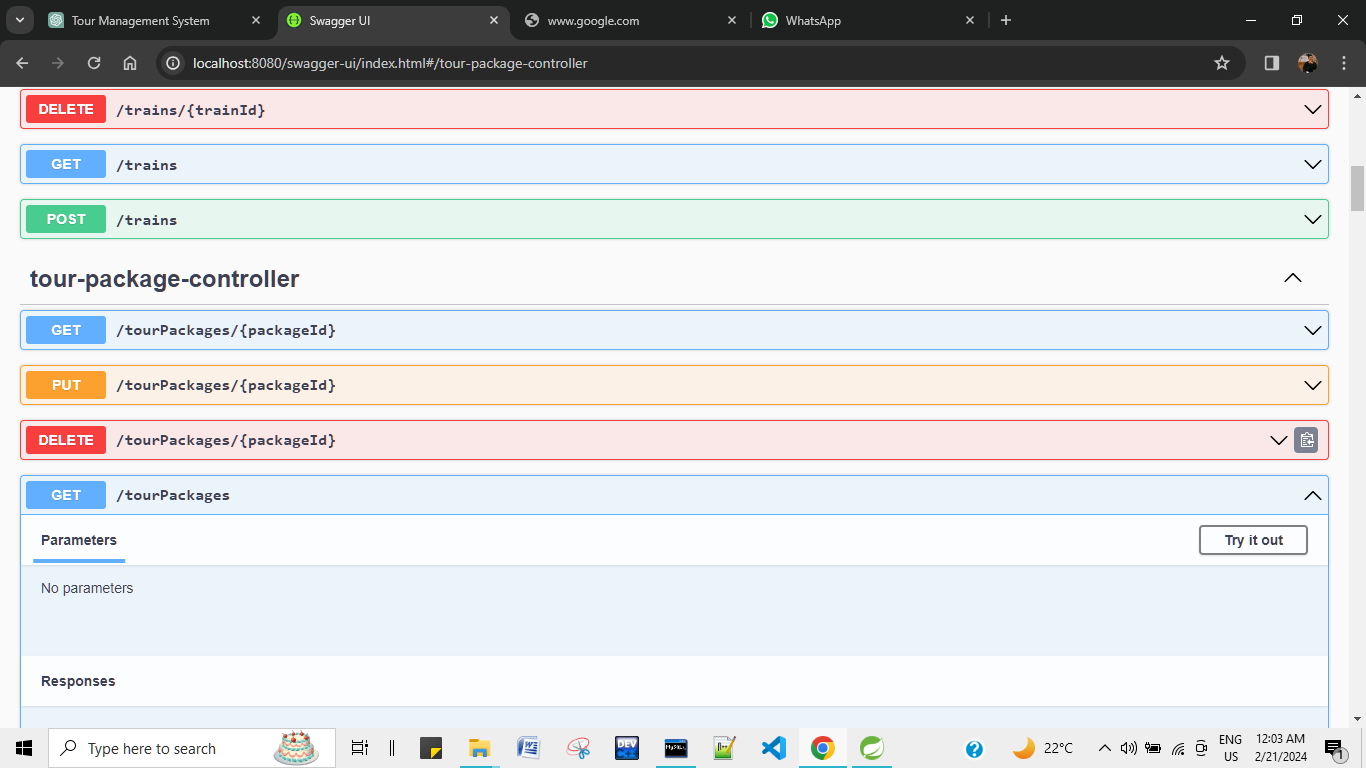 Tour Management System
Swagger UI
www.google.com
WhatsApp
localhost:8080/swagger-ui/index.html#/tour-package-controller
DELETE /trains/{trainId}
GET /trains
POST /trains
tour-package-controller
GET /tourPackages/{packageId}
PUT /tourPackages/{packageId}
DELETE /tourPackages/{packageId}
GET /tourPackages
Parameters
Try it out
No parameters
Responses
Type here to search
DEV
MySQL
22°C
ENG
US
12:03 AM
2/21/2024
1